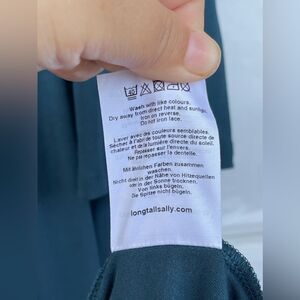 40
Wash with like colours.
Dry away from direct heat and sunlight.
Iron on reverse.
Do not iron lace.
Laver avec des couleurs semblables.
Sécher à l'abri de toute source directe de
chaleur et de la lumière directe du soleil.
Repasser sur l'envers.
Ne pas repasser la dentelle.
Mit ähnlichen Farben zusammen
waschen.
Nicht direkt in der Nähe von Hitzequellen
oder in der Sonne trocknen.
Von links bügeln.
Die Spitze nicht bügeln.
longtallsally.com